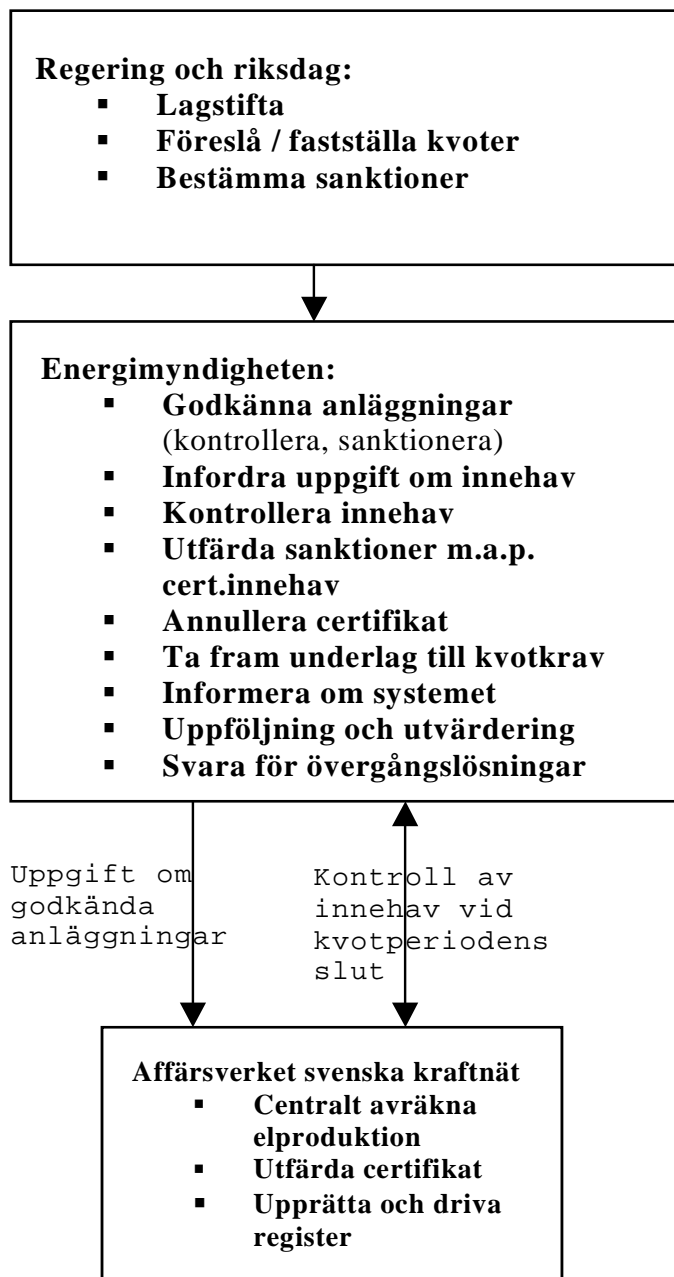 Regering och riksdag:
▪ Lagstifta
▪ Föreslå / fastställa kvoter
▪ Bestämma sanktioner
Energimyndigheten:
▪ Godkänna anläggningar
(kontrollera, sanktionera)
▪ Infordra uppgift om innehav
▪ Kontrollera innehav
▪ Utfärda sanktioner m.a.p.
cert.innehav
▪ Annullera certifikat
▪ Ta fram underlag till kvotkrav
▪ Informera om systemet
▪ Uppföljning och utvärdering
▪ Svara för övergångslösningar
Uppgift om
godkända
anläggningar
Kontroll av
innehav vid
kvotperiodens
slut
Affärsverket svenska kraftnät
▪ Centralt avräkna
elproduktion
▪ Utfärda certifikat
▪ Upprätta och driva
register